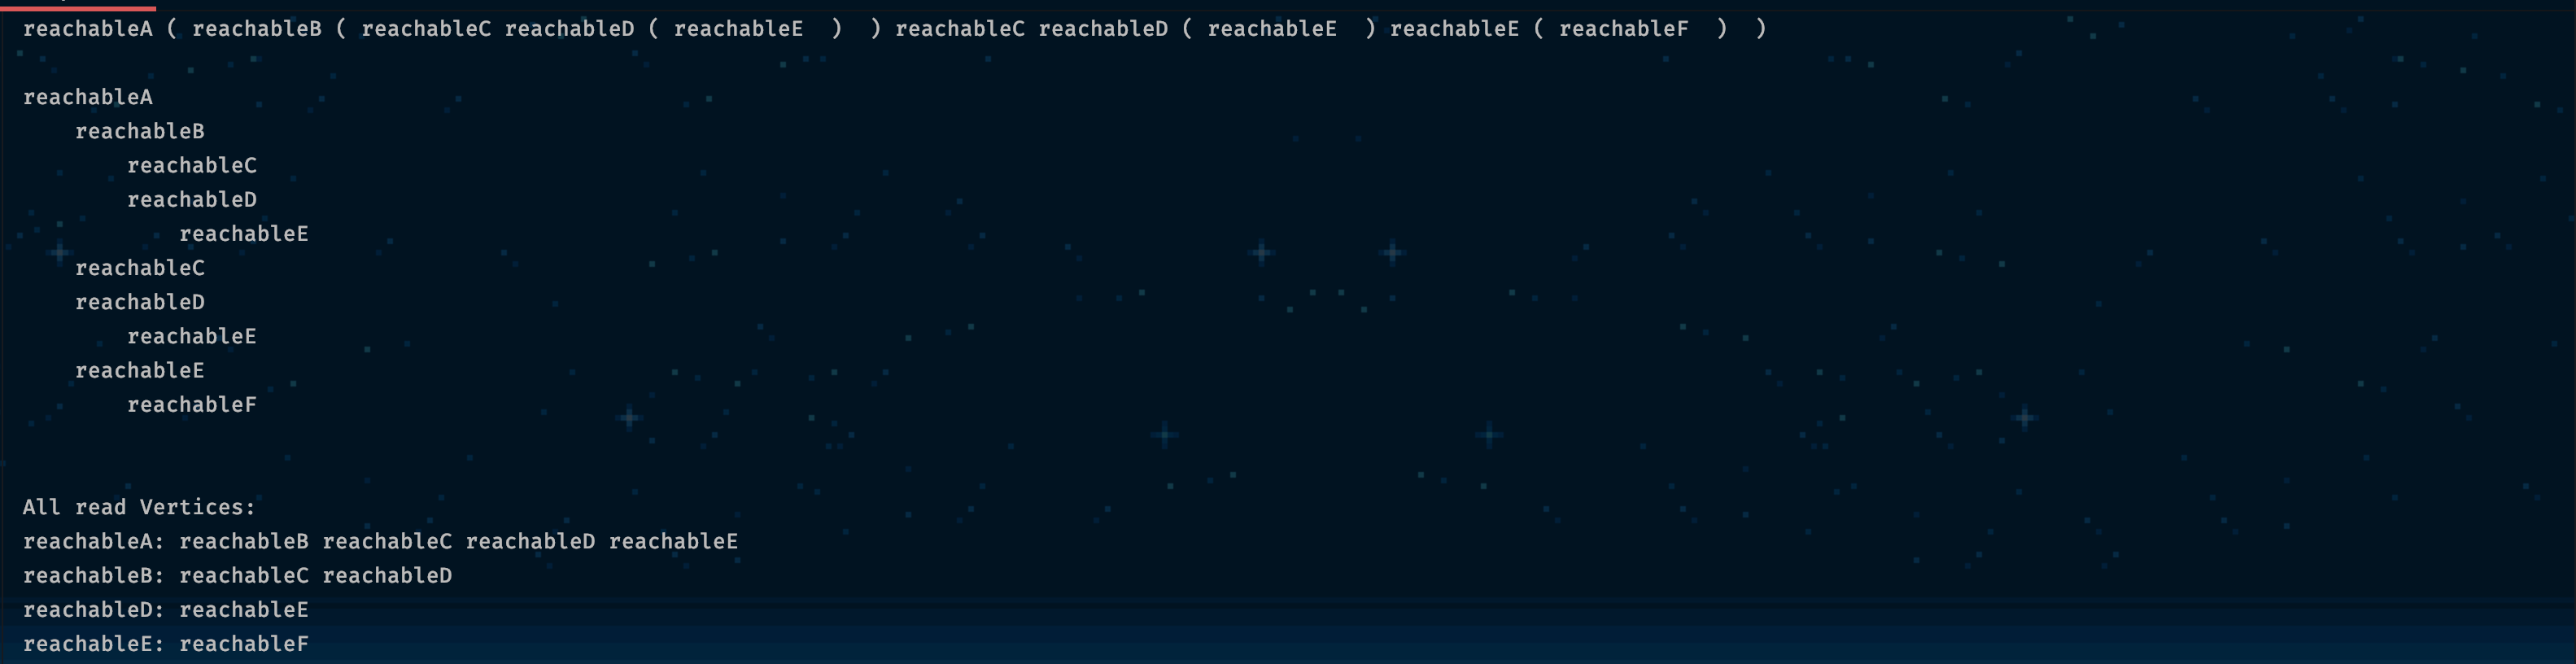 reachableA ( reachableB ( reachableC reachableD ( reachableE  )  ) reachableC reachableD ( reachableE  ) reachableE ( reachableF  )  )

reachableA
    reachableB
        reachableC
        reachableD
            reachableE
    reachableC
    reachableD
        reachableE
    reachableE
        reachableF

All read Vertices:
reachableA: reachableB reachableC reachableD reachableE
reachableB: reachableC reachableD
reachableD: reachableE
reachableE: reachableF